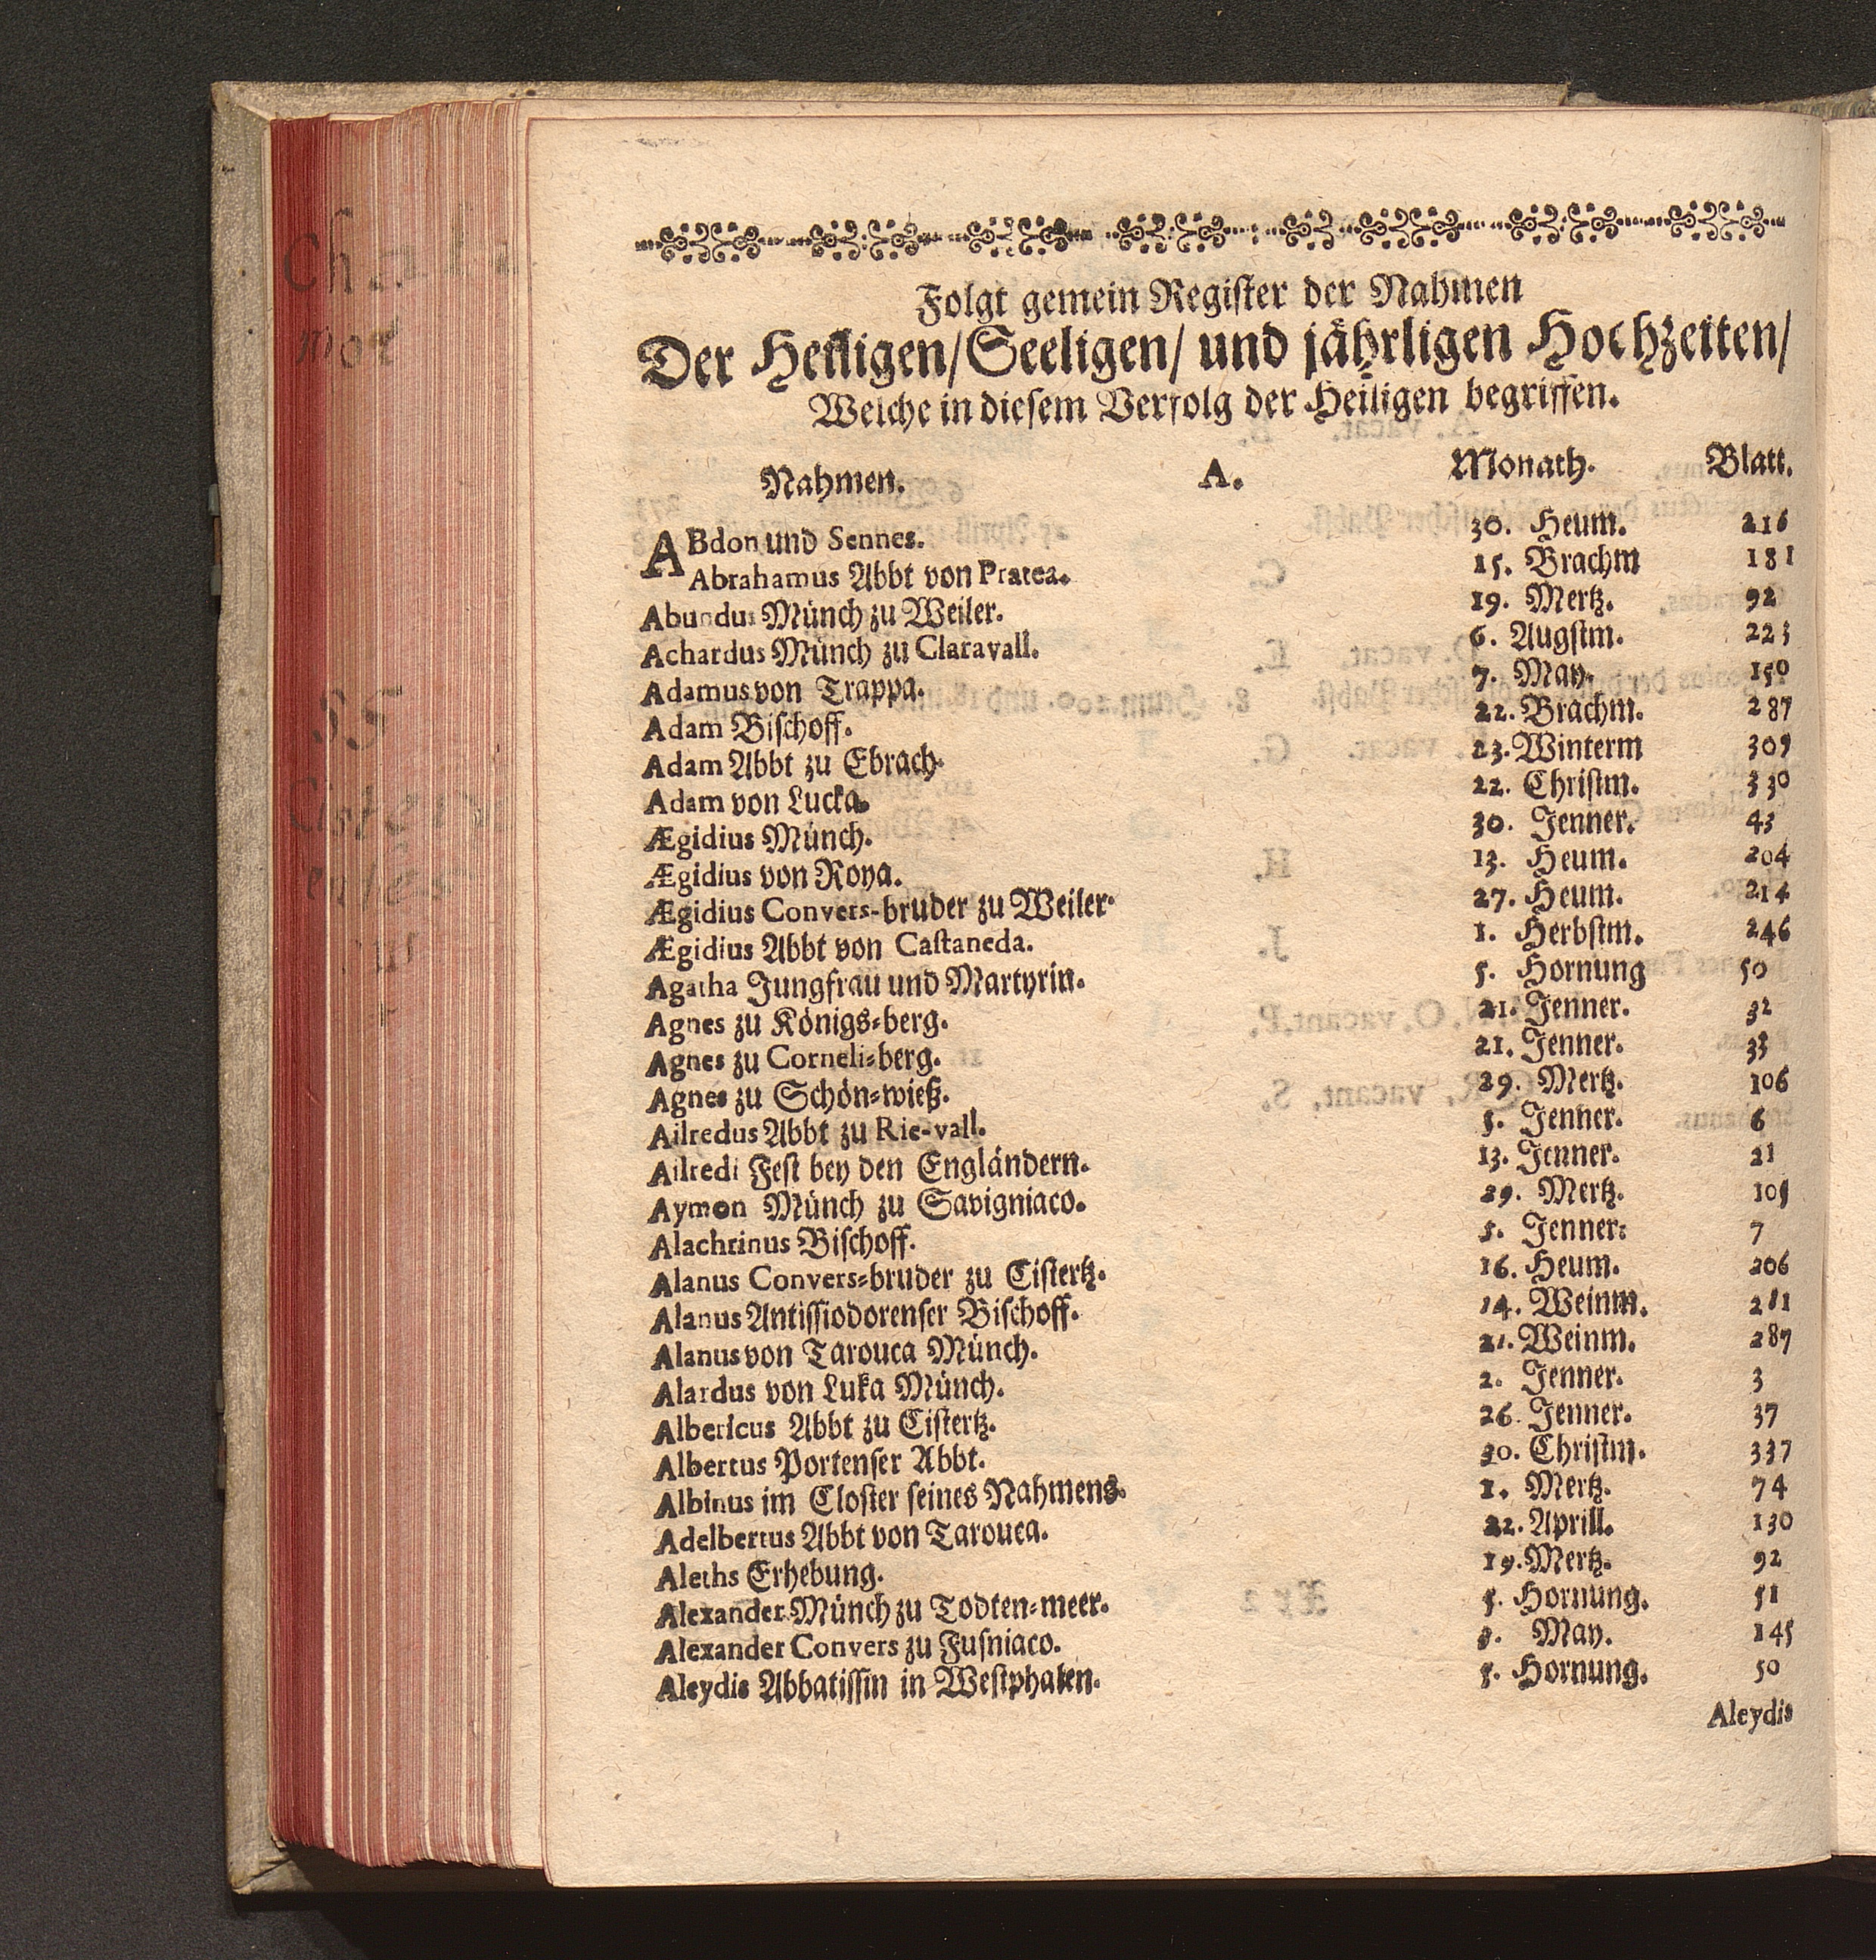 Folgt gemein Register der Nahmen
Der Heiligen/ Seeligen/ und jährligen Hochzeiten/
Welche in diesem Verfolg der Heiligen begriffen.
Nahmen. A. Monath. Blatt.
ABdon und Sennes. 30. Heum. 216
Abrahamus Abbt von Pratea. 15. Brachm 181
Abundus Münch zu Weiler. 19. Mertz. 92
Achardus Münch zu Claravall. 6. Augstm. 223
Adamus von Trappa. 7. May. 150
Adam Bischoff. 22. Brachm. 287
Adam Abbt zu Ebrach. 23. Winterm 309
Adam von Lucka. 22. Christm. 330
Ægidius Münch. 30. Jenner. 43
Ægidius von Roya. 13. Heum. 204
Ægidius Convers-bruder zu Weiler. 27. Heum. 214
Ægidius Abbt von Castaneda. 1. Herbstm. 246
Agatha Jungfrau und Martyrin. 5. Hornung 50
Agnes zu Königs-berg. 21. Jenner. 32
Agnes zu Corneli-berg. 21. Jenner. 33
Agnes zu Schön-wieß. 29. Mertz. 106
Ailredus Abbt zu Rie-vall. 5. Jenner. 6
Ailredi Fest bey den Engländern. 13. Jenner. 21
Aymon Münch zu Savigniaco. 29. Mertz. 105
Alachrinus Bischoff. 5. Jenner: 7
Alanus Convers-bruder zu Cistertz. 16. Heum. 206
Alanus Antissiodorenser Bischoff. 14. Weinm. 281
Alanus von Tarouca Münch. 21. Weinm. 287
Alardus von Luka Münch. 2. Jenner. 3
Albericus Abbt zu Cistertz. 26. Jenner. 37
Albertus Portenser Abbt. 30. Christm. 337
Albinus im Closter seines Nahmens. 1. Mertz. 74
Adelbertus Abbt von Tarouca. 22. Aprill. 130
Aleths Erhebung. 19. Mertz. 92
Alexander Münch zu Todten-meer. 5. Hornung. 51
Alexander Convers zu Fusniaco. 3. May. 145
Aleydis Abbatissin in Westphalen. 5. Hornung. 50
Aleydis